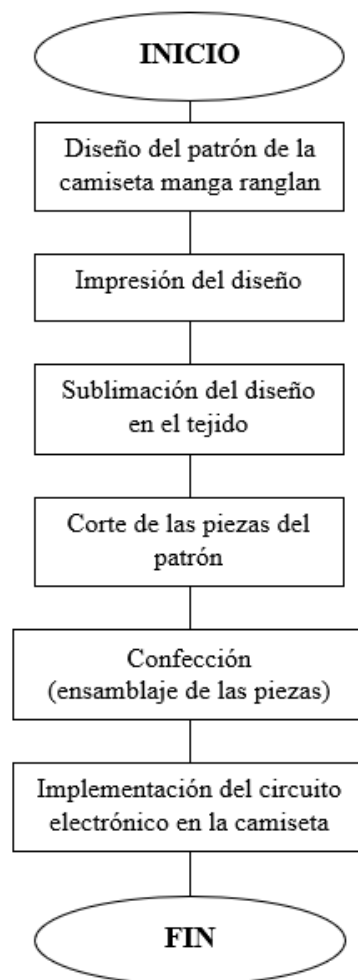 INICIO
Diseño del patrón de la
camiseta manga ranglan
Impresión del diseño
Sublimación del diseño
en el tejido
Corte de las piezas del
patrón
Confección
(ensamblaje de las piezas)
Implementación del circuito
electrónico en la camiseta
FIN